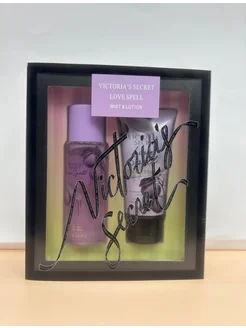 VICTORIA'S SECRET
LOVE SPELL
MIST & LOTION
Victoria's
Secret